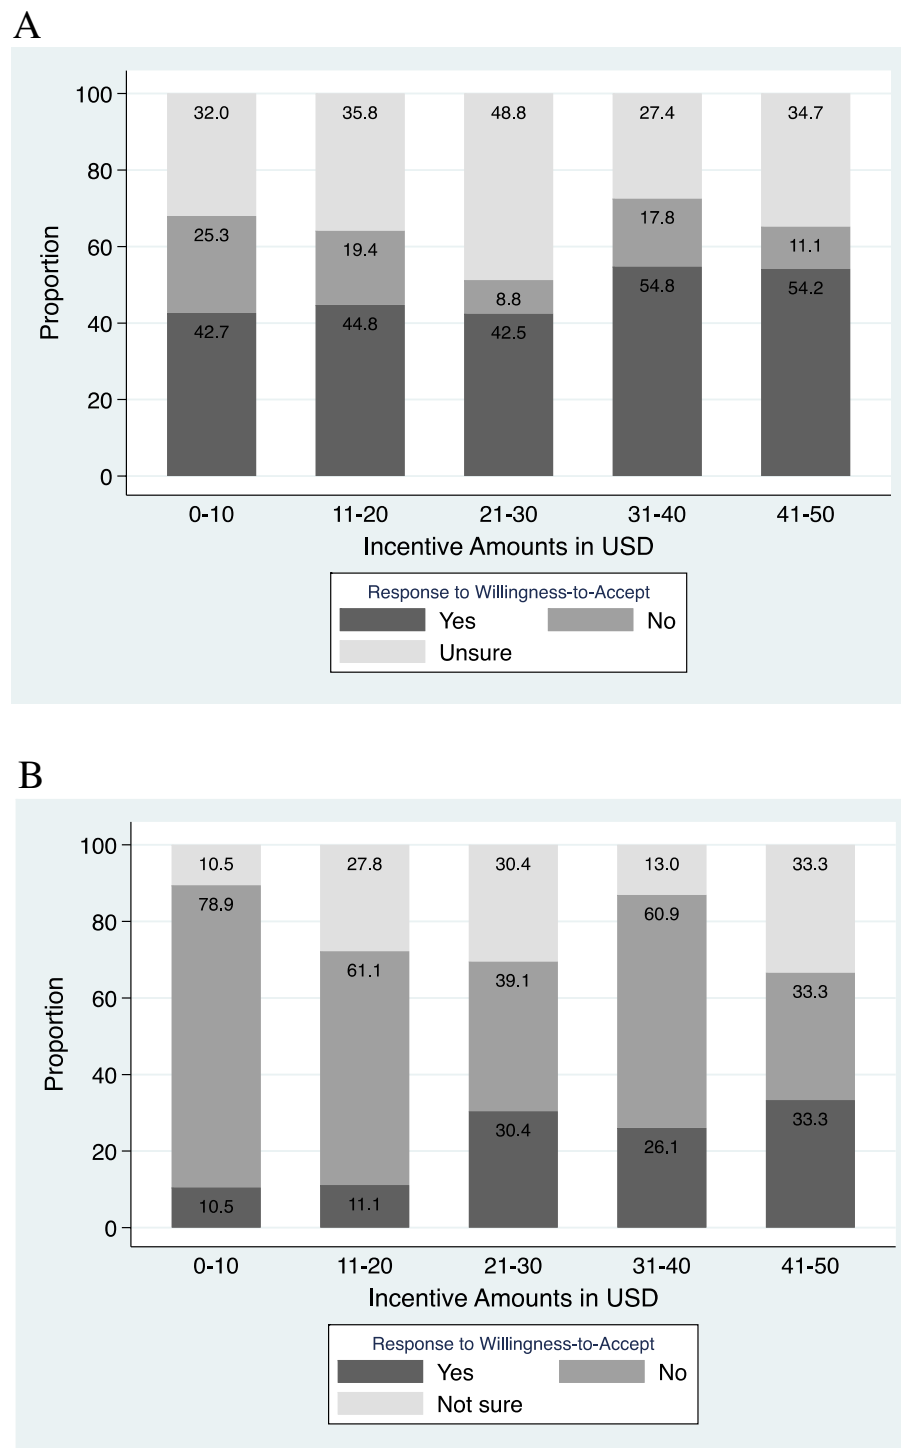 A
100
32.0 35.8 48.8 27.4 34.7
80
25.3 19.4 8.8 17.8 11.1
60
42.7 44.8 42.5 54.8 54.2
40
20
0
Proportion
0-10 11-20 21-30 31-40 41-50
Incentive Amounts in USD
Response to Willingness-to-Accept
Yes No
Unsure
B
100
10.5 27.8 30.4 13.0 33.3
80
78.9 61.1 39.1 60.9 33.3
60
40
10.5 11.1 30.4 26.1 33.3
20
0
Proportion
0-10 11-20 21-30 31-40 41-50
Incentive Amounts in USD
Response to Willingness-to-Accept
Yes No
Not sure